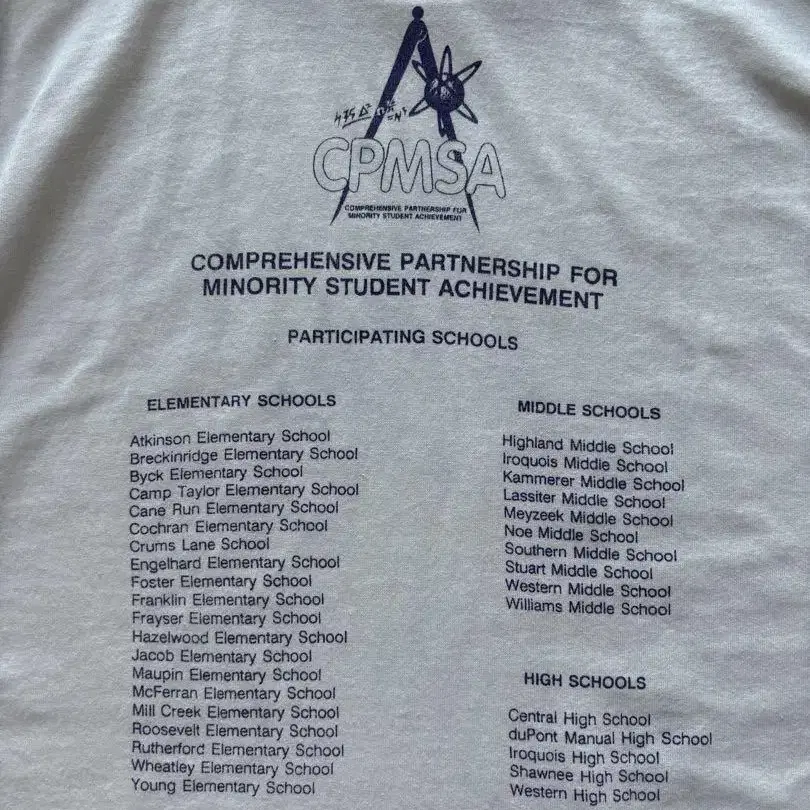 CPMSA
COMPREHENSIVE PARTNERSHIP FOR
MINORITY STUDENT ACHIEVEMENT
COMPREHENSIVE PARTNERSHIP FOR
MINORITY STUDENT ACHIEVEMENT
PARTICIPATING SCHOOLS
ELEMENTARY SCHOOLS
Atkinson Elementary School
Breckinridge Elementary School
Byck Elementary School
Camp Taylor Elementary School
Cane Run Elementary School
Cochran Elementary School
Crums Lane School
Engelhard Elementary School
Foster Elementary School
Franklin Elementary School
Frayser Elementary School
Hazelwood Elementary School
Jacob Elementary School
Maupin Elementary School
McFerran Elementary School
Mill Creek Elementary School
Roosevelt Elementary School
Rutherford Elementary School
Wheatley Elementary School
Young Elementary School
MIDDLE SCHOOLS
Highland Middle School
Iroquois Middle School
Kammerer Middle School
Lassiter Middle School
Meyzeek Middle School
Noe Middle School
Southern Middle School
Stuart Middle School
Western Middle School
Williams Middle School
HIGH SCHOOLS
Central High School
duPont Manual High School
Iroquois High School
Shawnee High School
Western High School